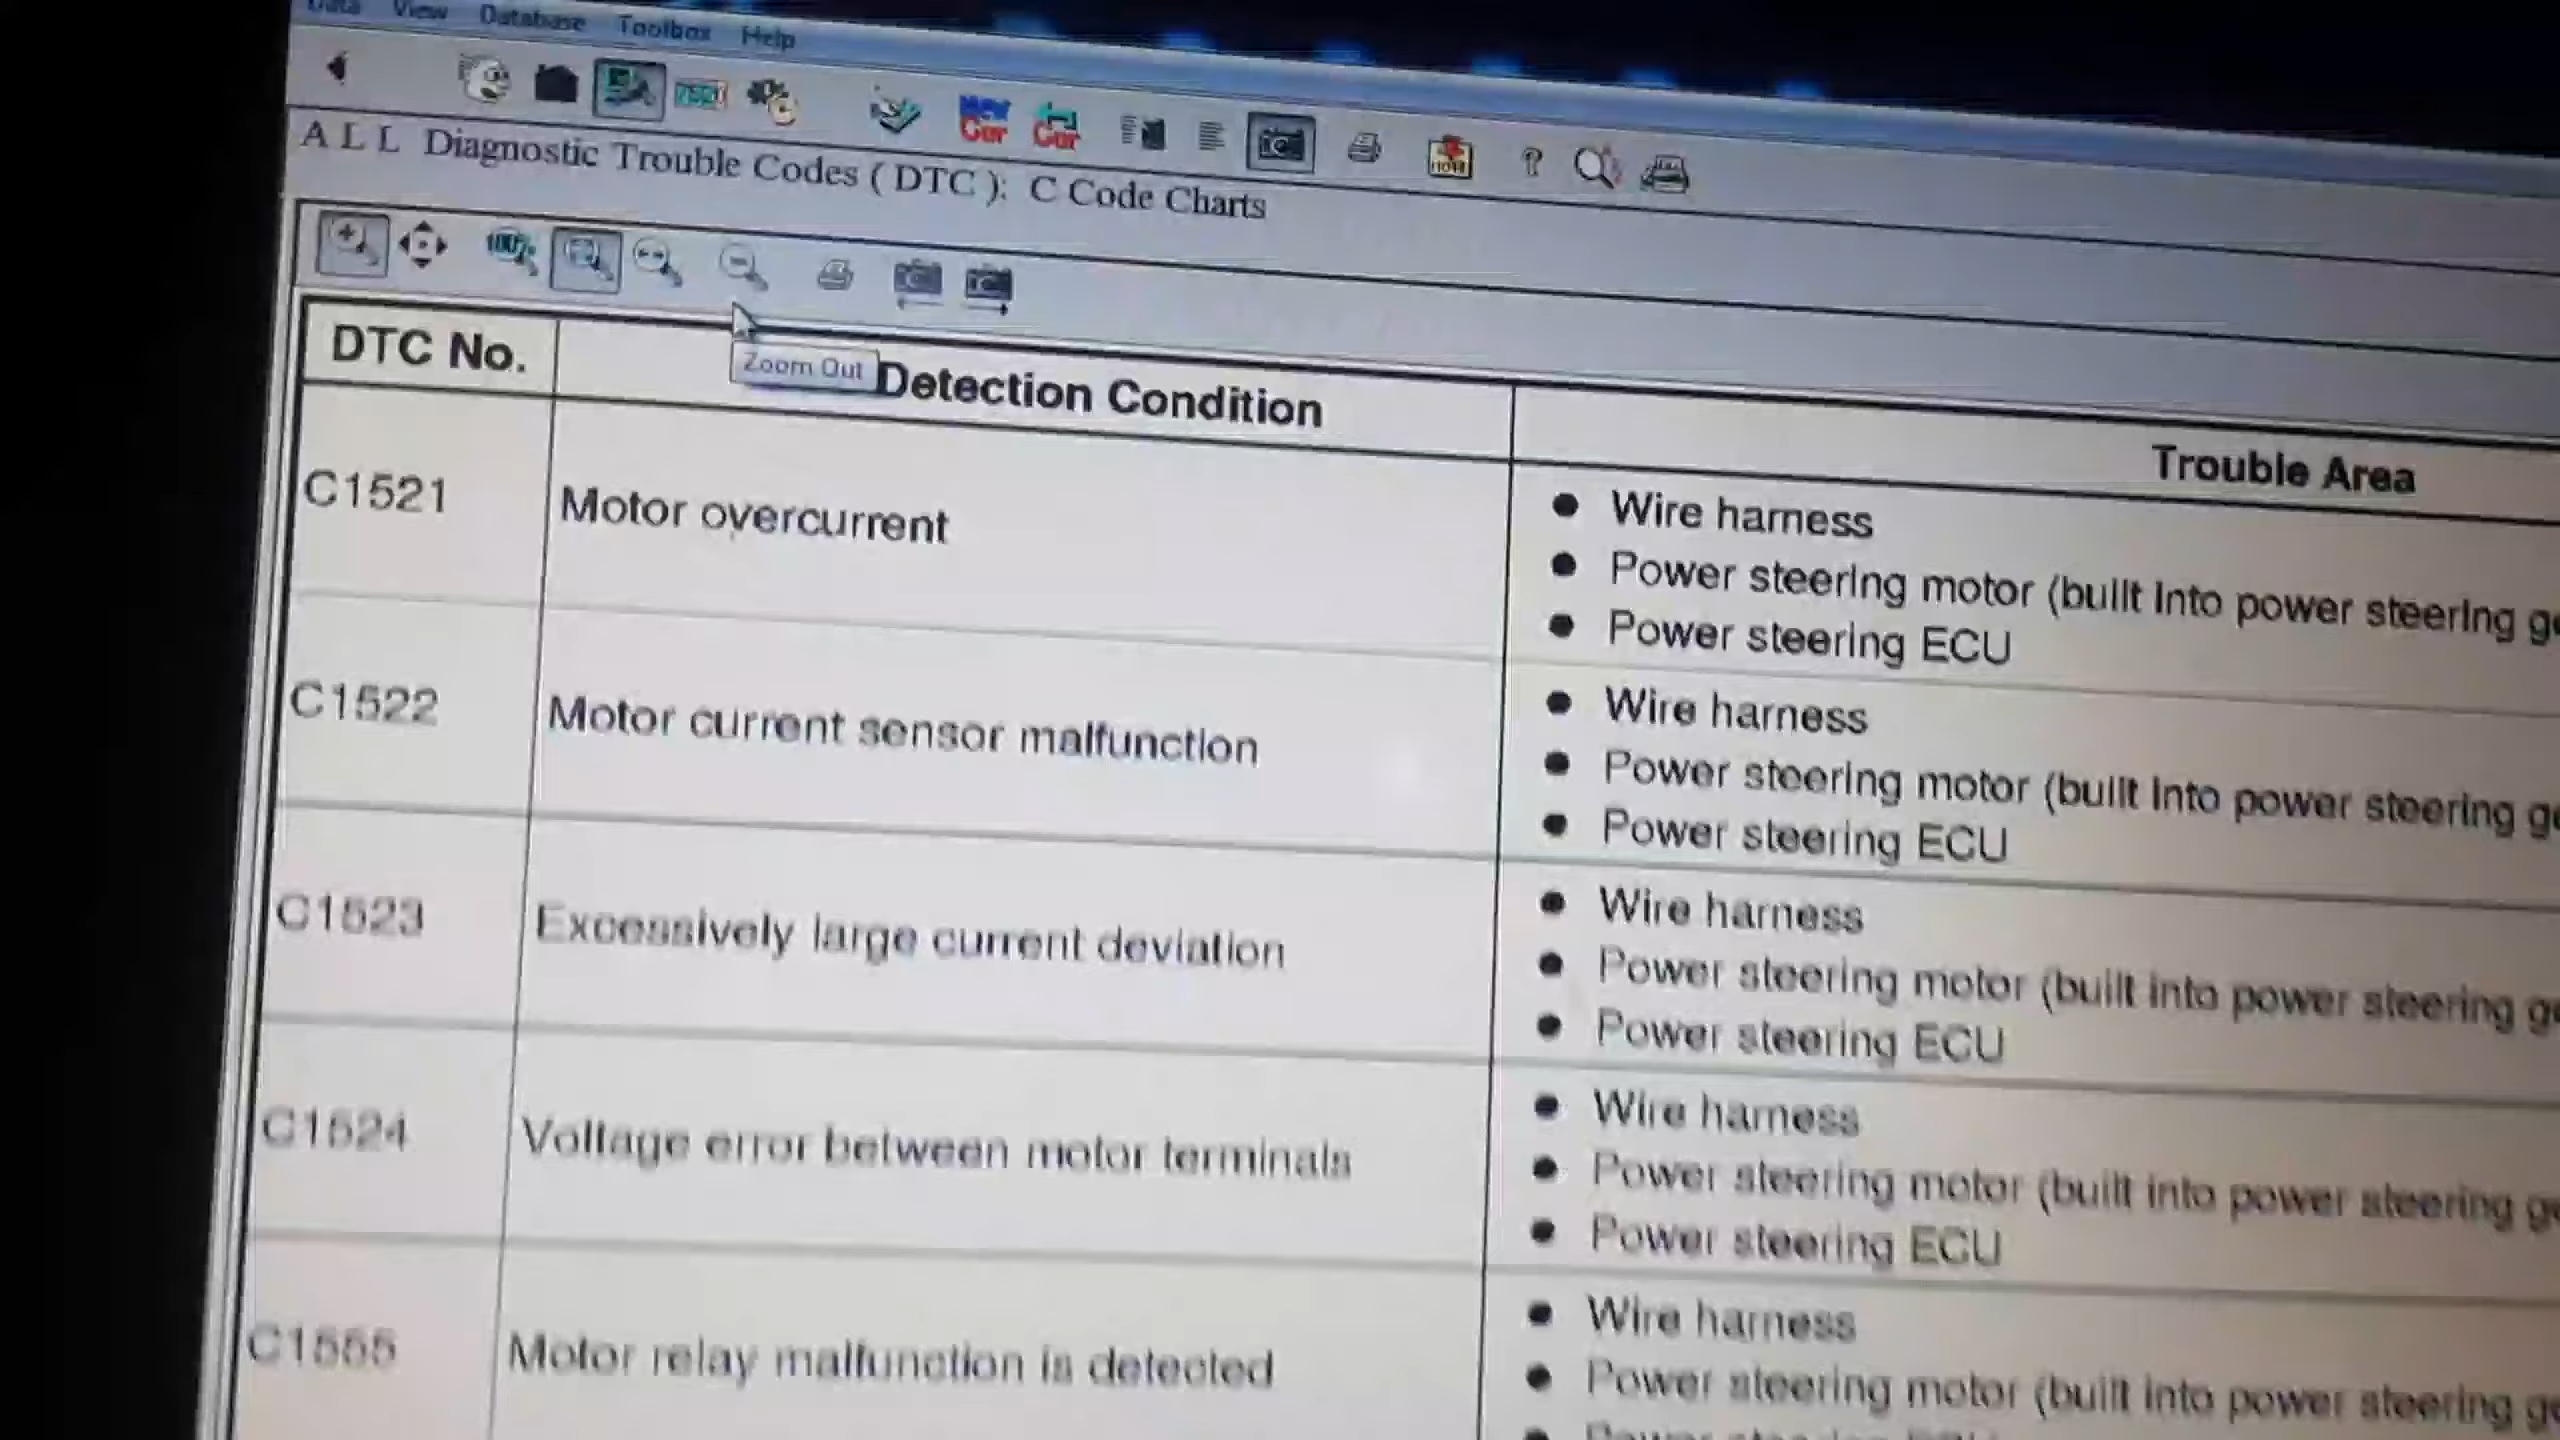 Data View Database Toolbox Help
New
Cur
Cur
A L L Diagnostic Trouble Codes ( DTC ): C Code Charts
100%
Zoom Out
DTC No.
Detection Condition
Trouble Area
C1521
Motor overcurrent
Wire harness
Power steering motor (built into power steering
Power steering ECU
C1522
Motor current sensor malfunction
Wire harness
Power steering motor (built into power steering
Power steering ECU
C1523
Excessively large current deviation
Wire harness
Power steering motor (built into power steering
Power steering ECU
C1524
Voltage error between motor terminals
Wire harness
Power steering motor (built into power steering
Power steering ECU
C1555
Motor relay malfunction is detected
Wire harness
Power steering motor (built into power steering